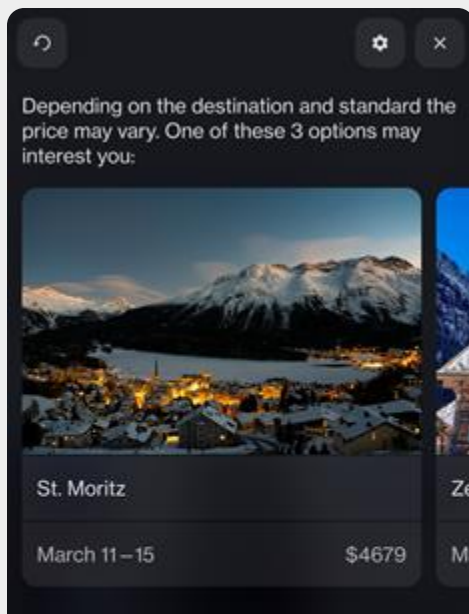 Depending on the destination and standard the
price may vary. One of these 3 options may
interest you:
St. Moritz
Ze
March 11–15
$4679
M